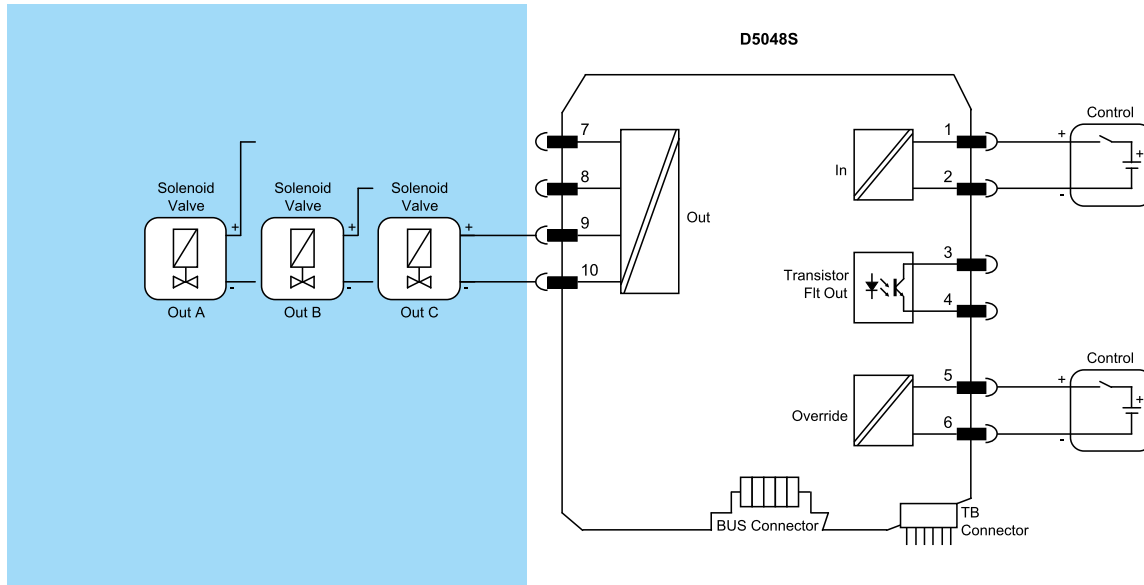 D5048S
Control
7
1
+
+
In
8
2
-
Solenoid
Valve
Solenoid
Valve
Solenoid
Valve
Out
+
+
+
9
3
Transistor
Flt Out
10
4
-
-
-
Out A
Out B
Out C
Control
5
+
+
Override
6
-
BUS Connector
TB
Connector